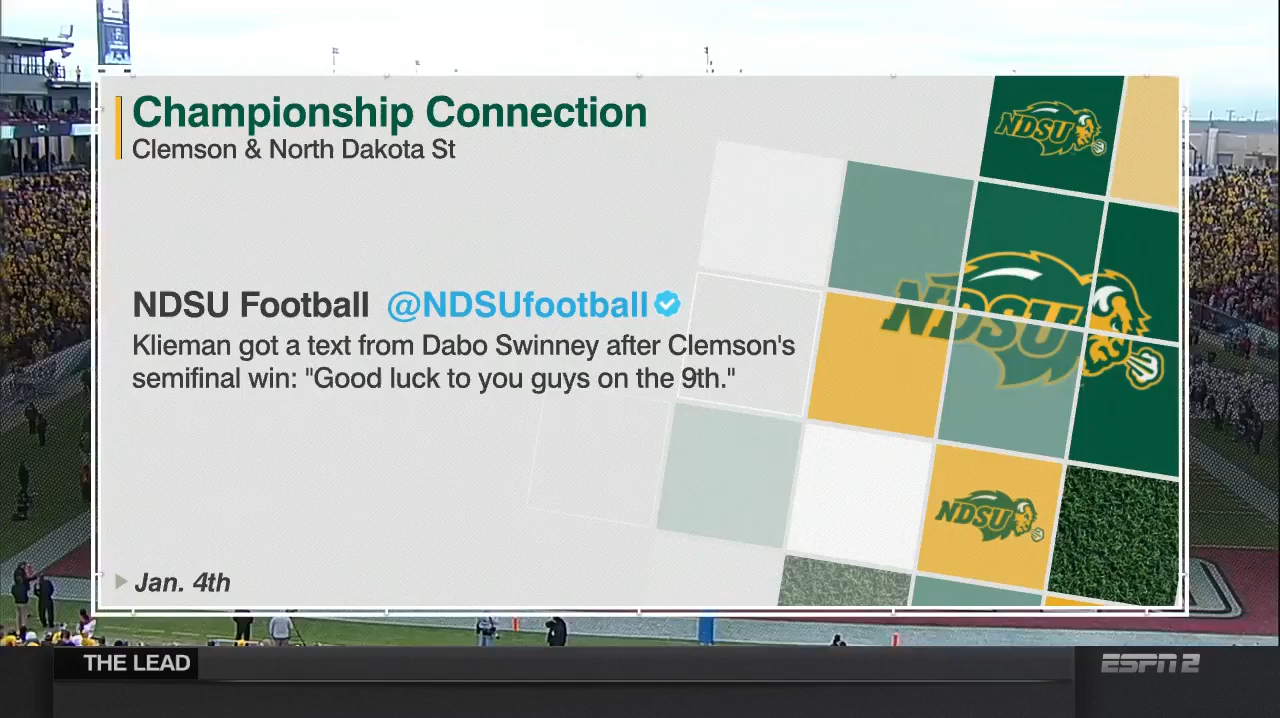 Championship Connection
Clemson & North Dakota St
NDSU
NDSU
NDSU Football @NDSUfootball
Klieman got a text from Dabo Swinney after Clemson's
semifinal win: "Good luck to you guys on the 9th."
NDSU
Jan. 4th
THE LEAD
ESPN2